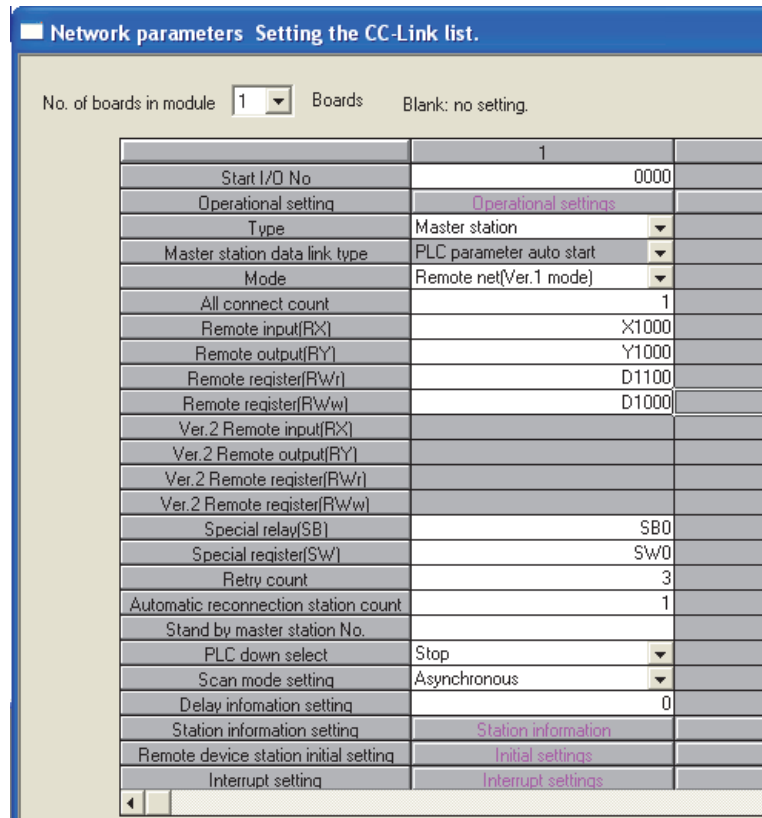 Network parameters Setting the CC-Link list.
No. of boards in module 1 Boards Blank: no setting.
1
Start I/O No 0000
Operational setting Operational settings
Type Master station
Master station data link type PLC parameter auto start
Mode Remote net(Ver.1 mode)
All connect count 1
Remote input(RX) X1000
Remote output(RY) Y1000
Remote register(RWr) D1100
Remote register(RWw) D1000
Ver.2 Remote input(RX)
Ver.2 Remote output(RY)
Ver.2 Remote register(RWr)
Ver.2 Remote register(RWw)
Special relay(SB) SB0
Special register(SW) SW0
Retry count 3
Automatic reconnection station count 1
Stand by master station No.
PLC down select Stop
Scan mode setting Asynchronous
Delay infomation setting 0
Station information setting Station information
Remote device station initial setting Initial settings
Interrupt setting Interrupt settings